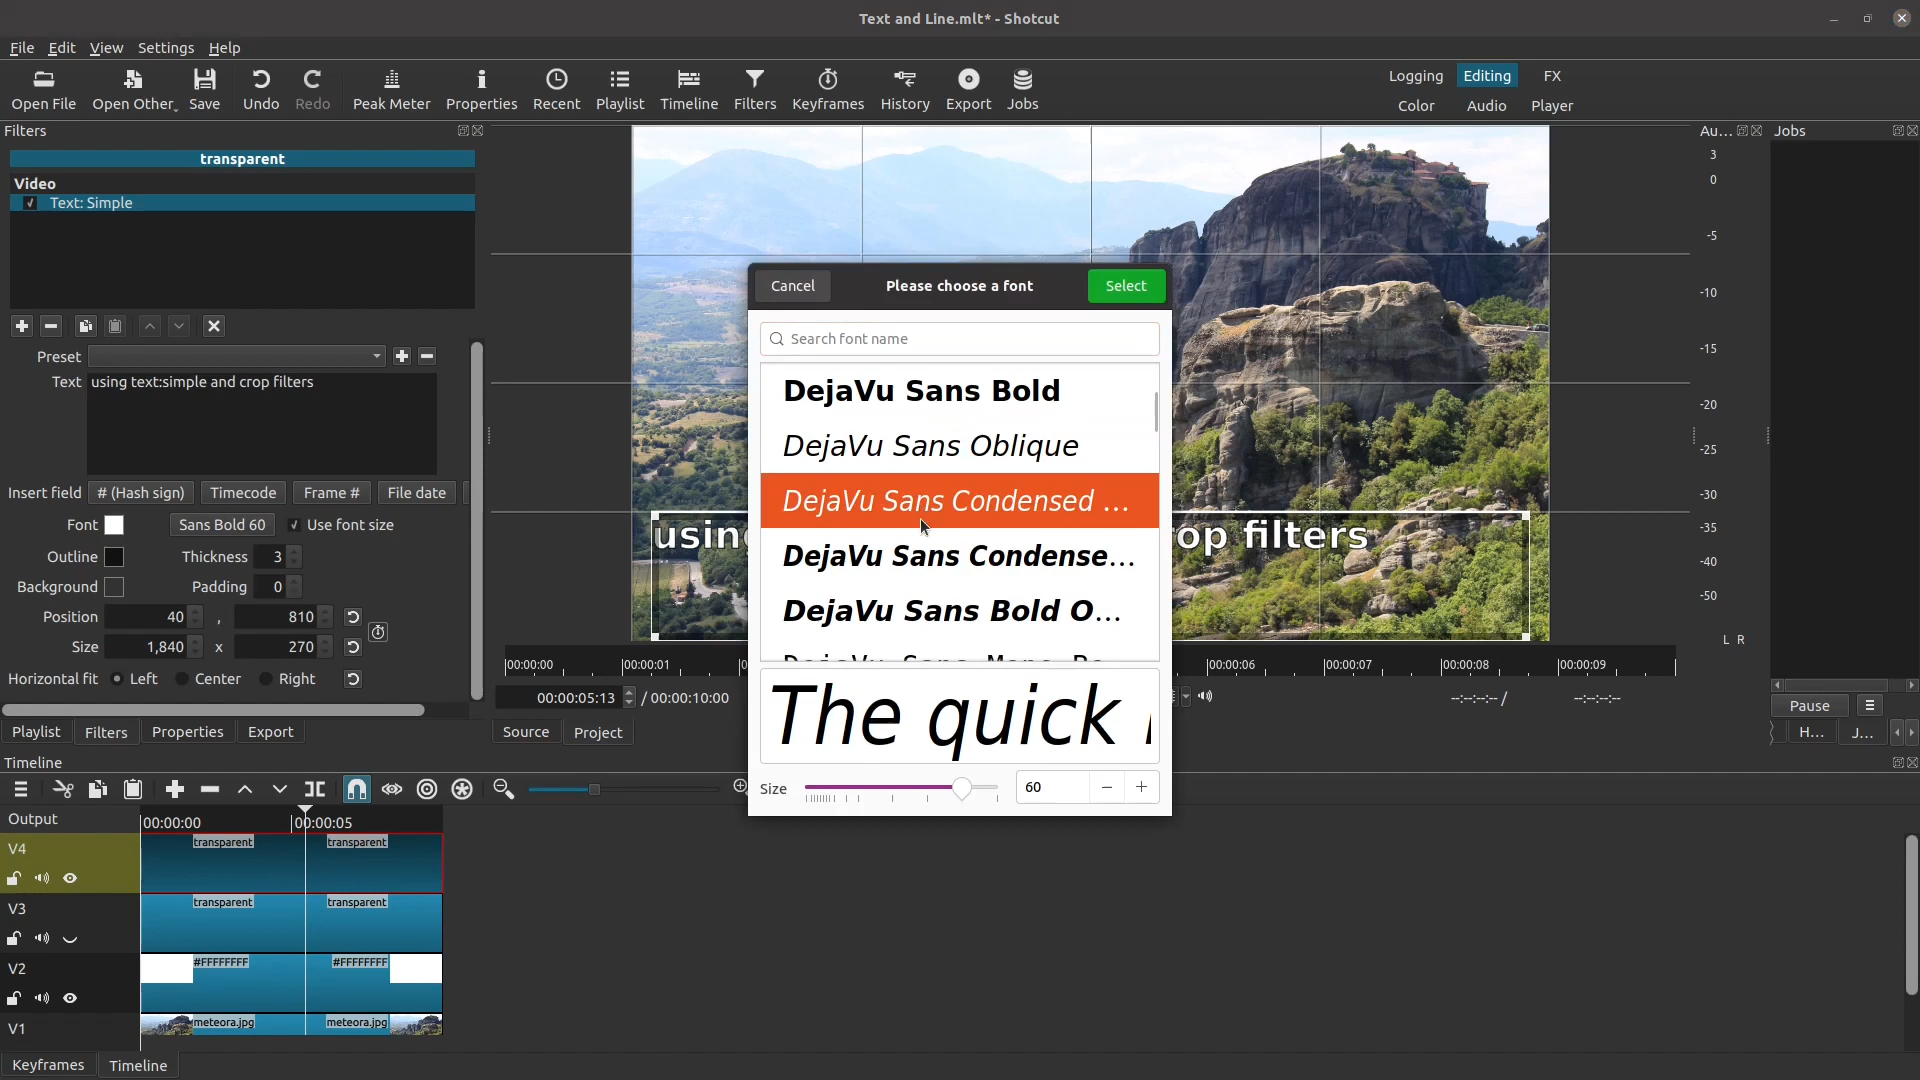 Text and Line.mlt* - Shotcut
File Edit View Settings Help
Open File Open Other Save Undo Redo Peak Meter Properties Recent Playlist Timeline Filters Keyframes History Export Jobs
Logging Editing FX
Color Audio Player
Filters
Au... Jobs
transparent
Video
Text: Simple
Preset
Text using text:simple and crop filters
Insert field # (Hash sign) Timecode Frame # File date
Font Sans Bold 60 Use font size
Outline Thickness 3
Background Padding 0
Position 40 , 810
Size 1,840 x 270
Horizontal fit Left Center Right
Playlist Filters Properties Export
Cancel Please choose a font Select
Search font name
DejaVu Sans Bold
DejaVu Sans Oblique
DejaVu Sans Condensed ...
DejaVu Sans Condense...
DejaVu Sans Bold O...
The quick
Size 60
using
op filters
3
0
-5
-10
-15
-20
-25
-30
-35
-40
-50
L R
00:00:00 00:00:01 00:00:06 00:00:07 00:00:08 00:00:09
00:00:05:13 / 00:00:10:00 --:--:--:-- / --:--:--:--
Source Project
Pause
H... J...
Timeline
Output 00:00:00 00:00:05
V4 transparent transparent
V3 transparent transparent
V2 #FFFFFFFF #FFFFFFFF
V1 meteora.jpg meteora.jpg
Keyframes Timeline